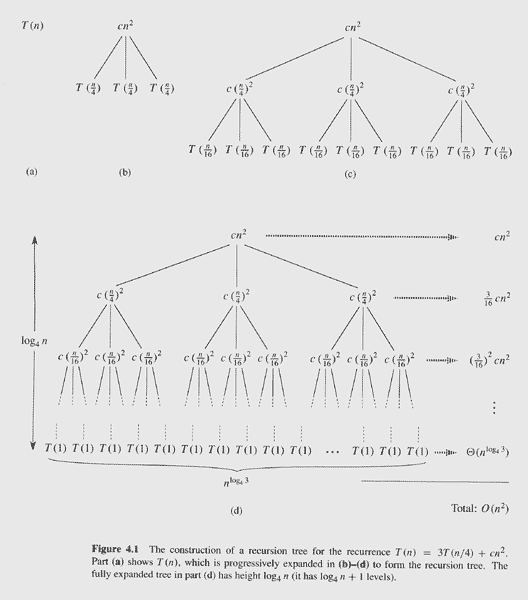 T(n) cn² cn²
T(n/4) T(n/4) T(n/4) c(n/4)² c(n/4)² c(n/4)²
T(n/16) T(n/16) T(n/16) T(n/16) T(n/16) T(n/16) T(n/16) T(n/16) T(n/16)
(a) (b) (c)
cn² cn²
c(n/4)² c(n/4)² c(n/4)² 3/16 cn²
log₄ n
c(n/16)² c(n/16)² c(n/16)² c(n/16)² c(n/16)² c(n/16)² c(n/16)² c(n/16)² c(n/16)² (3/16)² cn²
⋮
T(1) T(1) T(1) T(1) T(1) T(1) T(1) T(1) T(1) T(1) ... T(1) T(1) T(1) Θ(n^log₄ 3)
n^log₄ 3
(d) Total: O(n²)
Figure 4.1 The construction of a recursion tree for the recurrence T(n) = 3T(n/4) + cn².
Part (a) shows T(n), which is progressively expanded in (b)–(d) to form the recursion tree. The
fully expanded tree in part (d) has height log₄ n (it has log₄ n + 1 levels).